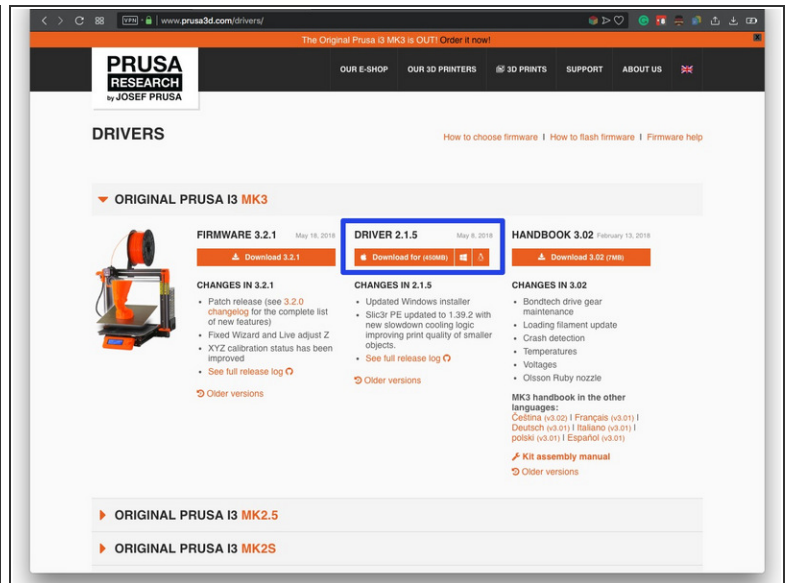 VPN
www.prusa3d.com/drivers/
The Original Prusa i3 MK3 is OUT! Order it now!
X
PRUSA
RESEARCH
by JOSEF PRUSA
OUR E-SHOP OUR 3D PRINTERS 3D PRINTS SUPPORT ABOUT US
DRIVERS
How to choose firmware I How to flash firmware I Firmware help
ORIGINAL PRUSA I3 MK3
FIRMWARE 3.2.1 May 18, 2018
Download 3.2.1
CHANGES IN 3.2.1
• Patch release (see 3.2.0
changelog for the complete list
of new features)
• Fixed Wizard and Live adjust Z
• XYZ calibration status has been
improved
• See full release log
Older versions
DRIVER 2.1.5 May 8, 2018
Download for (450MB)
CHANGES IN 2.1.5
• Updated Windows installer
• Slic3r PE updated to 1.39.2 with
new slowdown cooling logic
improving print quality of smaller
objects.
• See full release log
Older versions
HANDBOOK 3.02 February 13, 2018
Download 3.02 (7MB)
CHANGES IN 3.02
• Bondtech drive gear
maintenance
• Loading filament update
• Crash detection
• Temperatures
• Voltages
• Olsson Ruby nozzle
MK3 handbook in the other
languages:
Čeština (v3.02) I Français (v3.01) I
Deutsch (v3.01) I Italiano (v3.01) I
polski (v3.01) I Español (v3.01)
Kit assembly manual
Older versions
ORIGINAL PRUSA I3 MK2.5
ORIGINAL PRUSA I3 MK2S